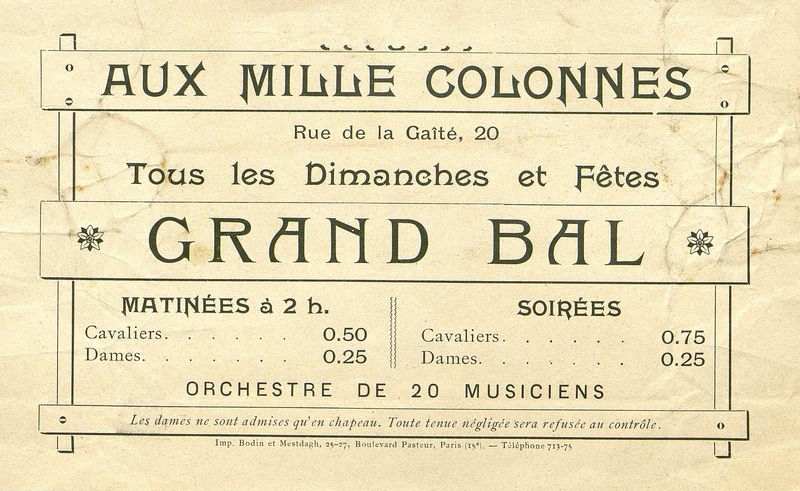 AUX MILLE COLONNES
Rue de la Gaîté, 20
Tous les Dimanches et Fêtes
GRAND BAL
MATINÉES à 2 h.
Cavaliers. . . . . . . 0.50
Dames. . . . . . . 0.25
SOIRÉES
Cavaliers. . . . . . . 0.75
Dames. . . . . . . 0.25
ORCHESTRE DE 20 MUSICIENS
Les dames ne sont admises qu'en chapeau. Toute tenue négligée sera refusée au contrôle.
Imp. Bodin et Mestdagh, 25-27, Boulevard Pasteur, Paris (15e). — Téléphone 713-75